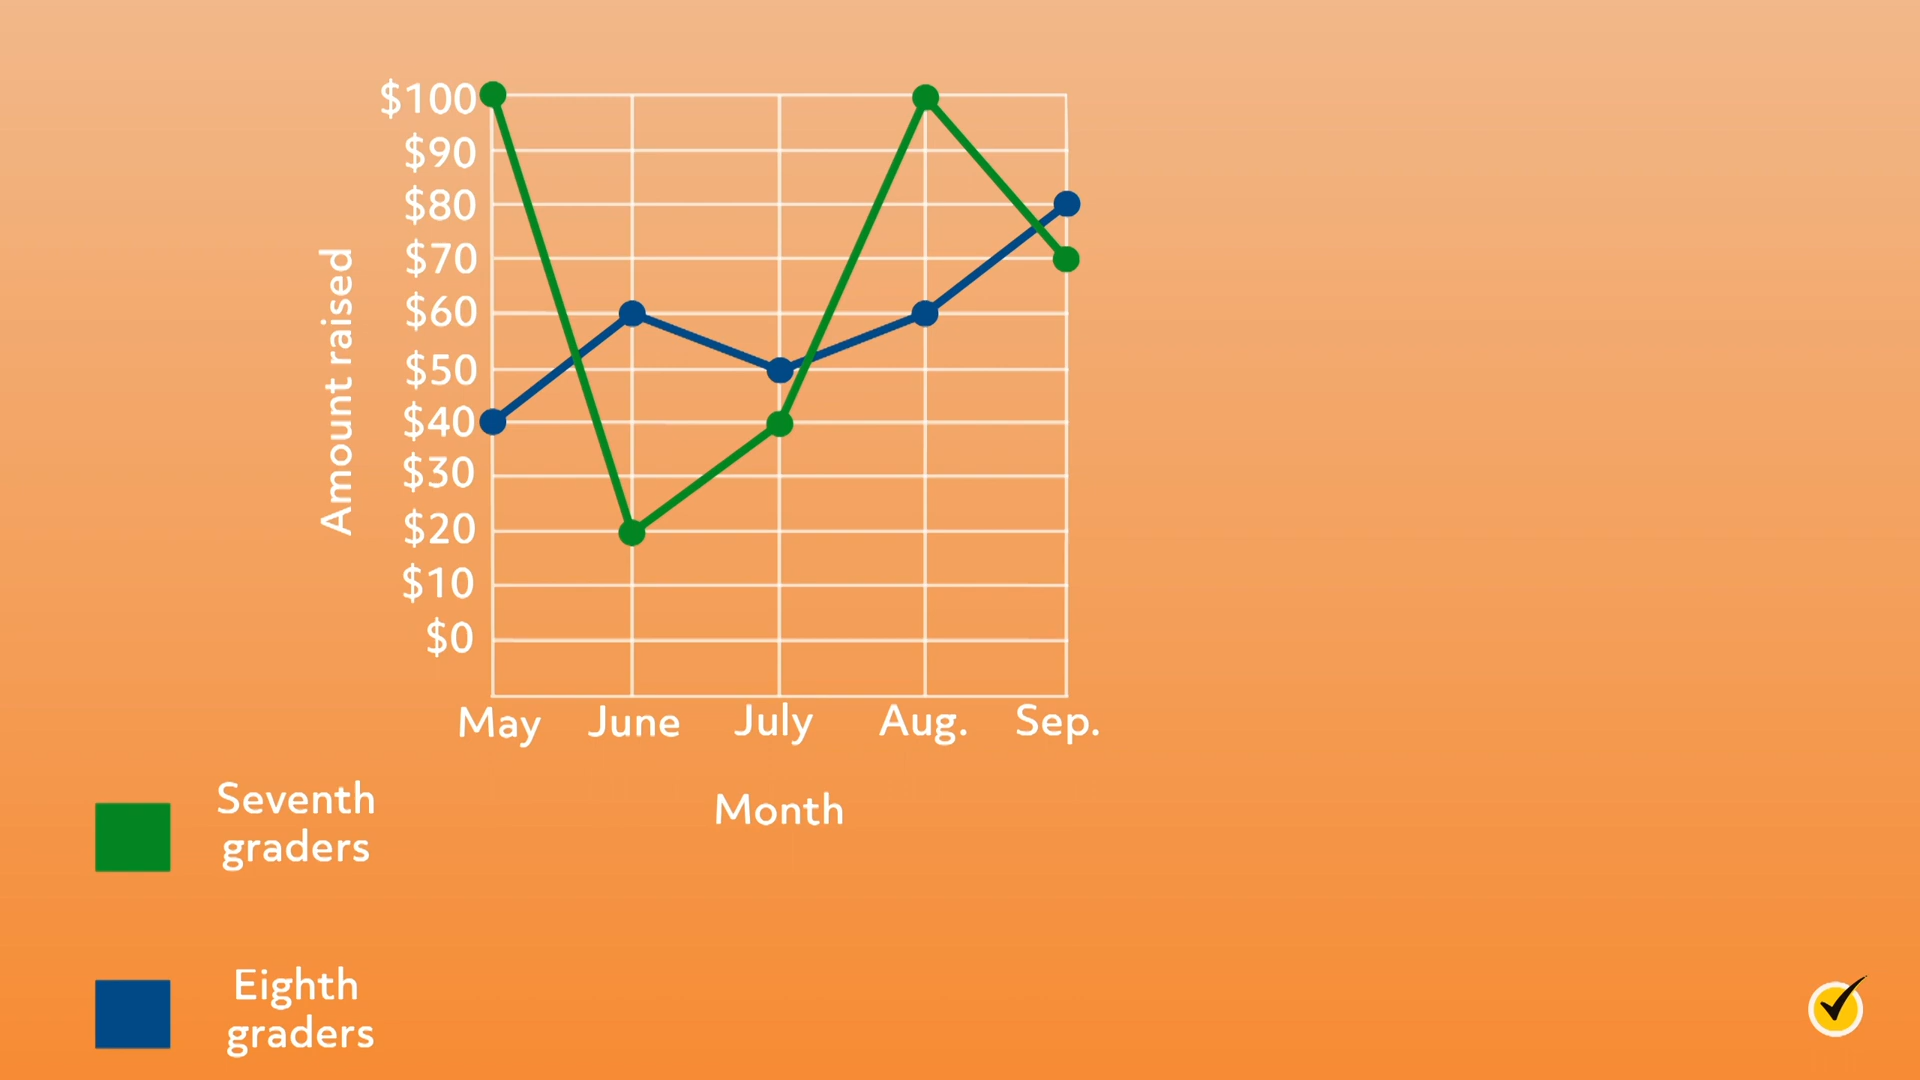 $100
$90
$80
$70
$60
$50
$40
$30
$20
$10
$0
Amount raised
May June July Aug. Sep.
Month
Seventh
graders
Eighth
graders